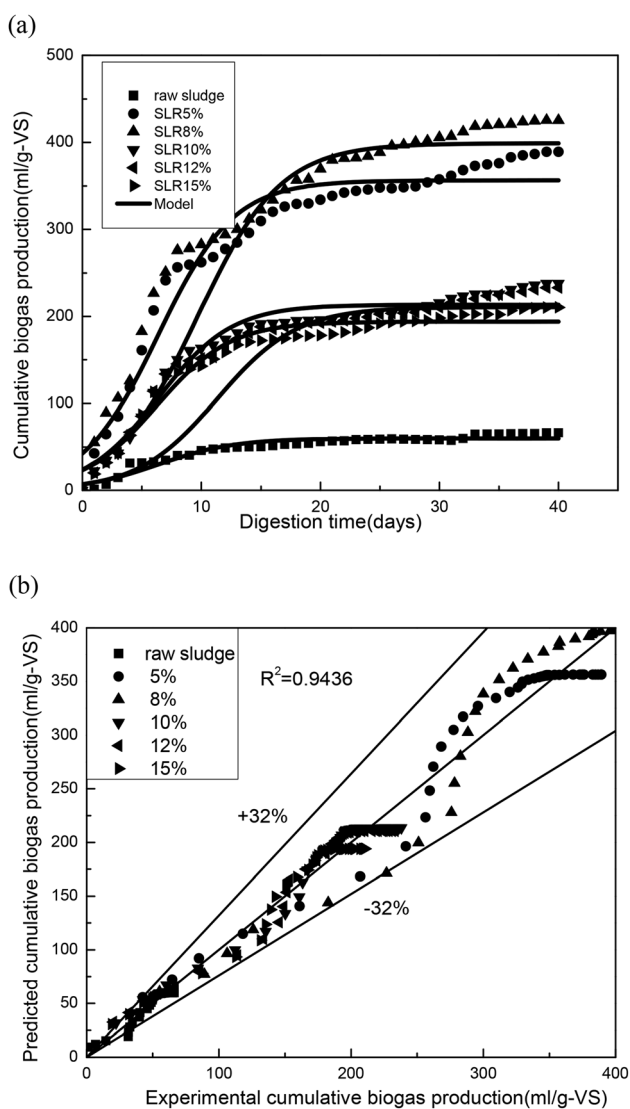 (a)
Cumulative biogas production(ml/g-VS)
500
400
300
200
100
0
raw sludge
SLR5%
SLR8%
SLR10%
SLR12%
SLR15%
Model
0 10 20 30 40
Digestion time(days)
(b)
Predicted cumulative biogas production(ml/g-VS)
400
350
300
250
200
150
100
50
0
raw sludge
5%
8%
10%
12%
15%
R²=0.9436
+32%
-32%
0 100 200 300 400
Experimental cumulative biogas production(ml/g-VS)